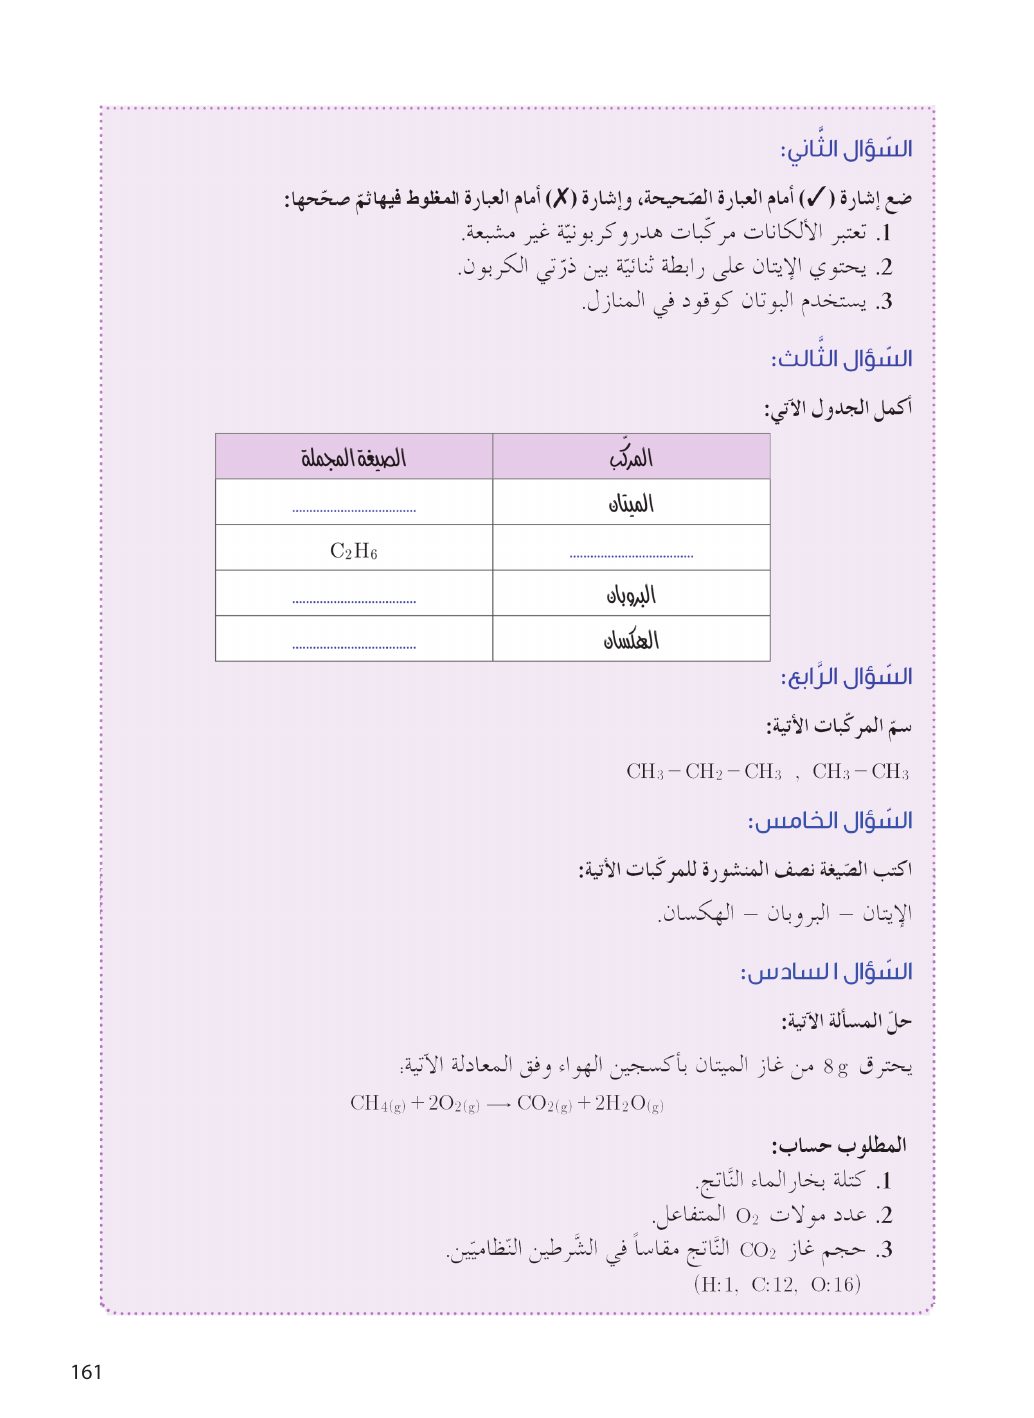 السّؤال الثَّاني:
ضع إشارة (✓) أمام العبارة الصّحيحة، وإشارة (✗) أمام العبارة المغلوط فيها ثمّ صحّحها:
1. تعتبر الألكانات مركّبات هدروكربونيّة غير مشبعة.
2. يحتوي الإيتان على رابطة ثنائيّة بين ذرّتي الكربون.
3. يستخدم البوتان كوقود في المنازل.
السّؤال الثَّالث:
أكمل الجدول الآتي:
المركّب الصيغة المجملة
الميتان ....................................
.................................... C₂H₆
البروبان ....................................
الهكسان ....................................
السّؤال الرَّابع:
سمّ المركّبات الأتية:
CH₃ – CH₂ – CH₃ , CH₃ – CH₃
السّؤال الخامس:
اكتب الصّيغة نصف المنشورة للمركّبات الأتية:
الإيتان – البروبان – الهكسان.
السّؤال السادس:
حلّ المسألة الآتية:
يحترق 8 g من غاز الميتان بأكسجين الهواء وفق المعادلة الآتية:
CH₄(g) + 2O₂(g) ⟶ CO₂(g) + 2H₂O(g)
المطلوب حساب:
1. كتلة بخار الماء النَّاتج.
2. عدد مولات O₂ المتفاعل.
3. حجم غاز CO₂ النَّاتج مقاساً في الشَّرطين النّظاميّين.
(H:1, C:12, O:16)
161